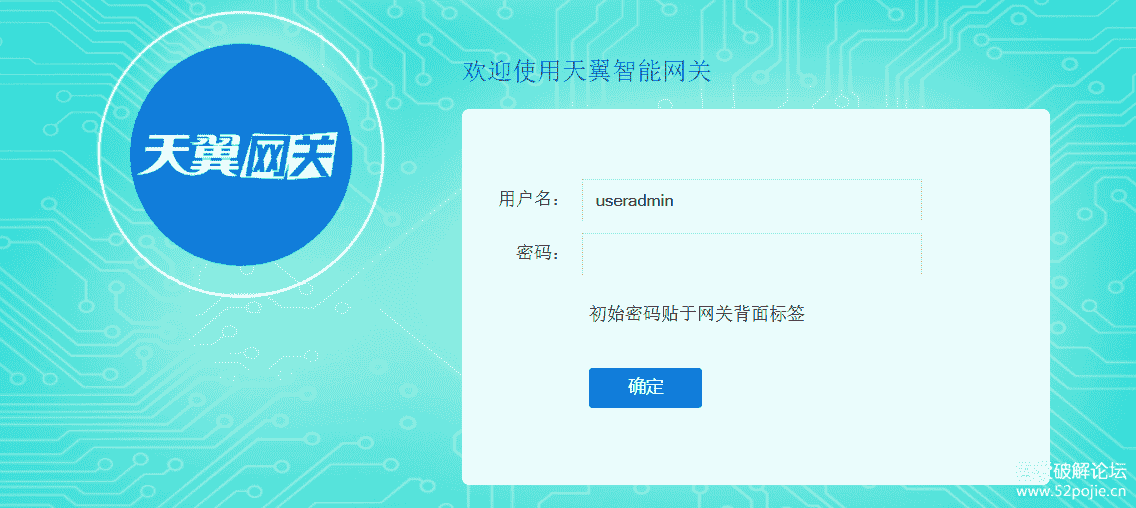 天翼网关
欢迎使用天翼智能网关
用户名：
useradmin
密码：
初始密码贴于网关背面标签
确定
爱破解论坛
www.52pojie.cn